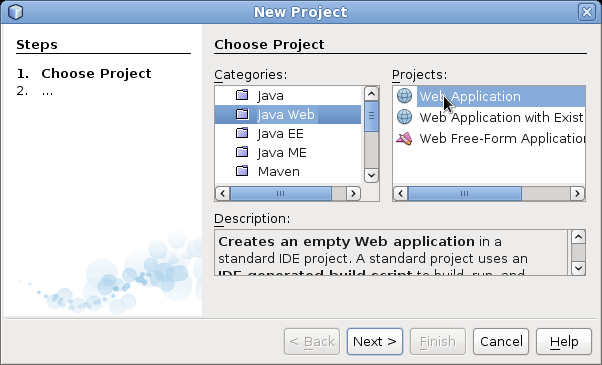 New Project
Steps
1. Choose Project
2. ...
Choose Project
Categories:
Java
Java Web
Java EE
Java ME
Maven
Projects:
Web Application
Web Application with Exist
Web Free-Form Application
Description:
Creates an empty Web application in a
standard IDE project. A standard project uses an
IDE-generated build script to build, run, and
< Back
Next >
Finish
Cancel
Help